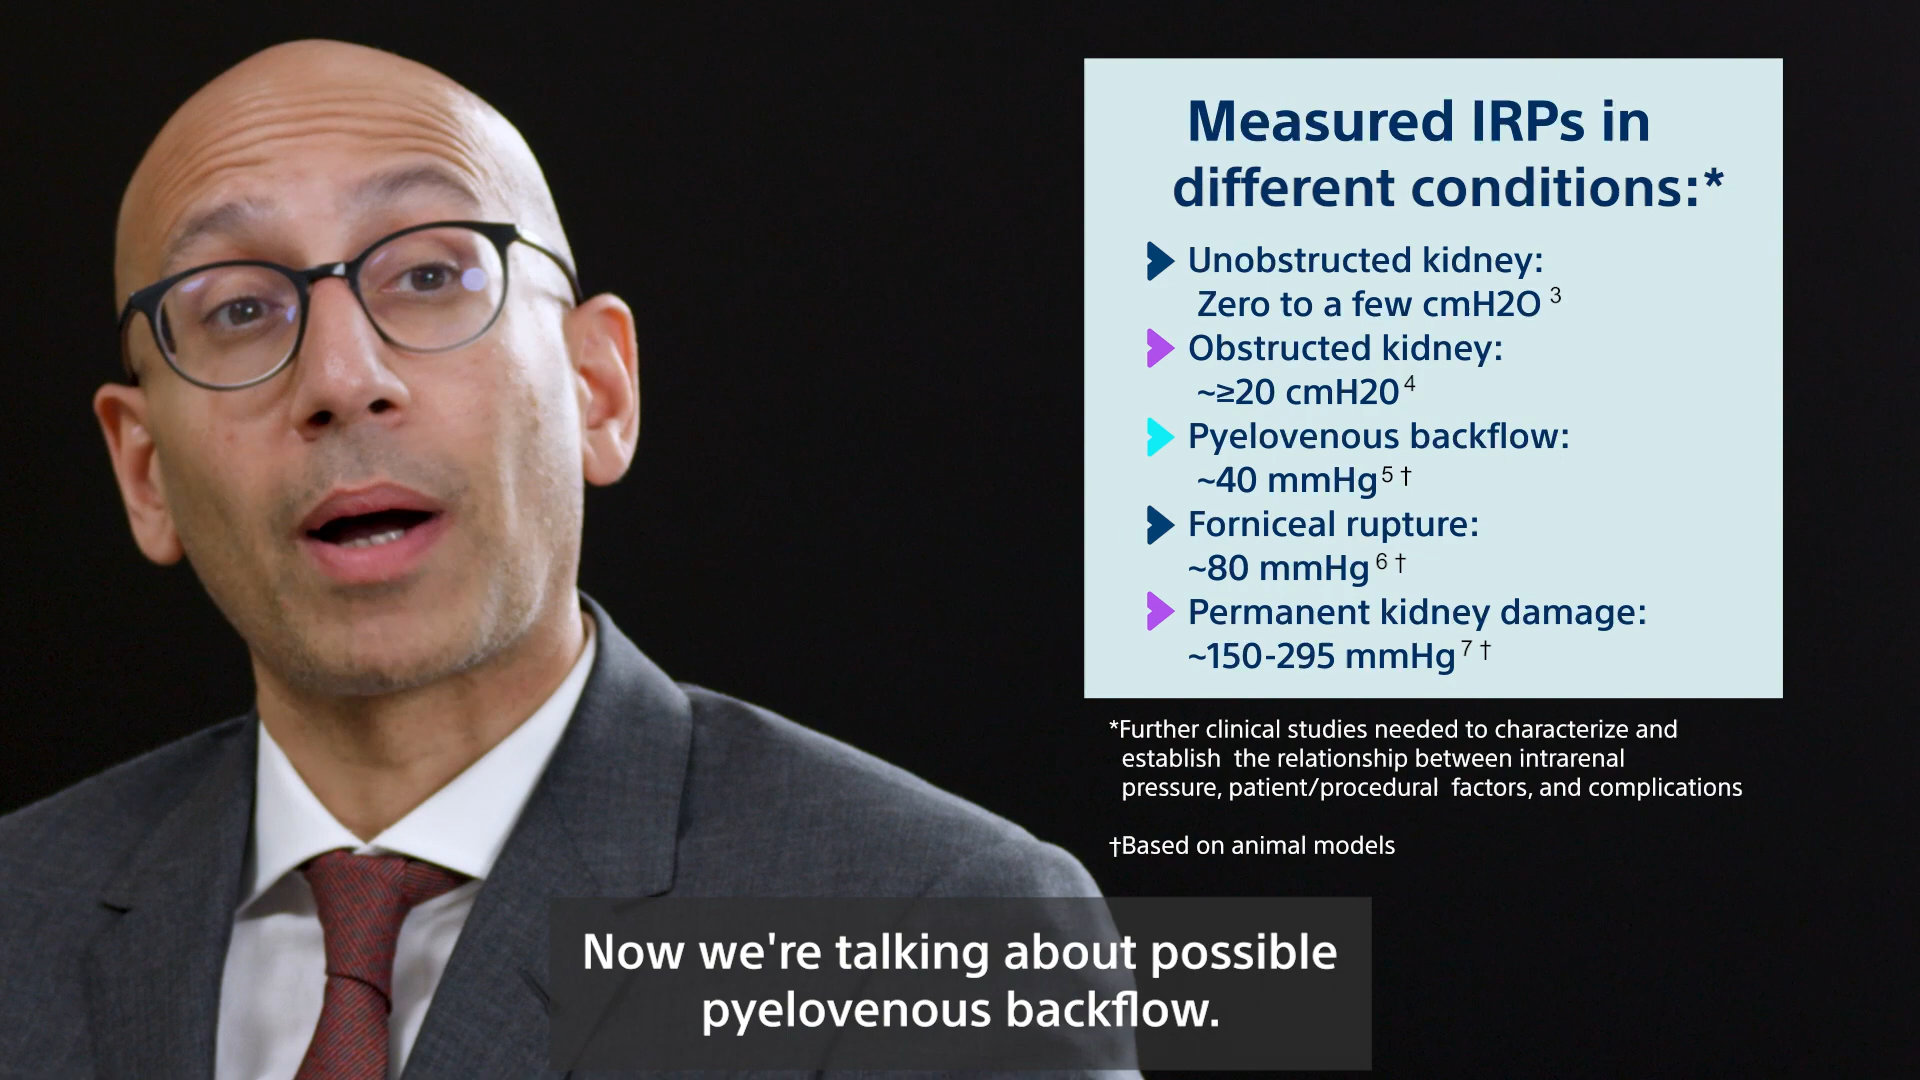 Measured IRPs in
different conditions:*
Unobstructed kidney:
Zero to a few cmH2O 3
Obstructed kidney:
~≥20 cmH20 4
Pyelovenous backflow:
~40 mmHg 5 †
Forniceal rupture:
~80 mmHg 6 †
Permanent kidney damage:
~150-295 mmHg 7 †
*Further clinical studies needed to characterize and
establish the relationship between intrarenal
pressure, patient/procedural factors, and complications
†Based on animal models
Now we're talking about possible
pyelovenous backflow.